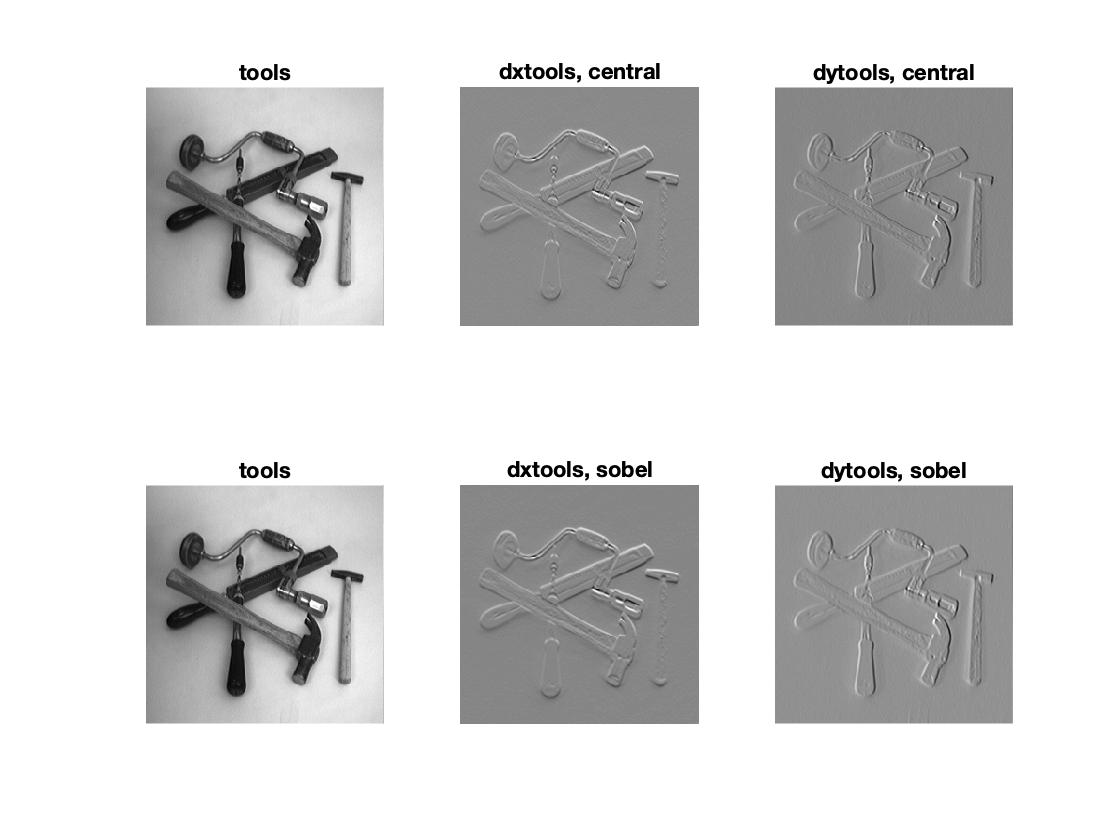 tools
dxtools, central
dytools, central
tools
dxtools, sobel
dytools, sobel